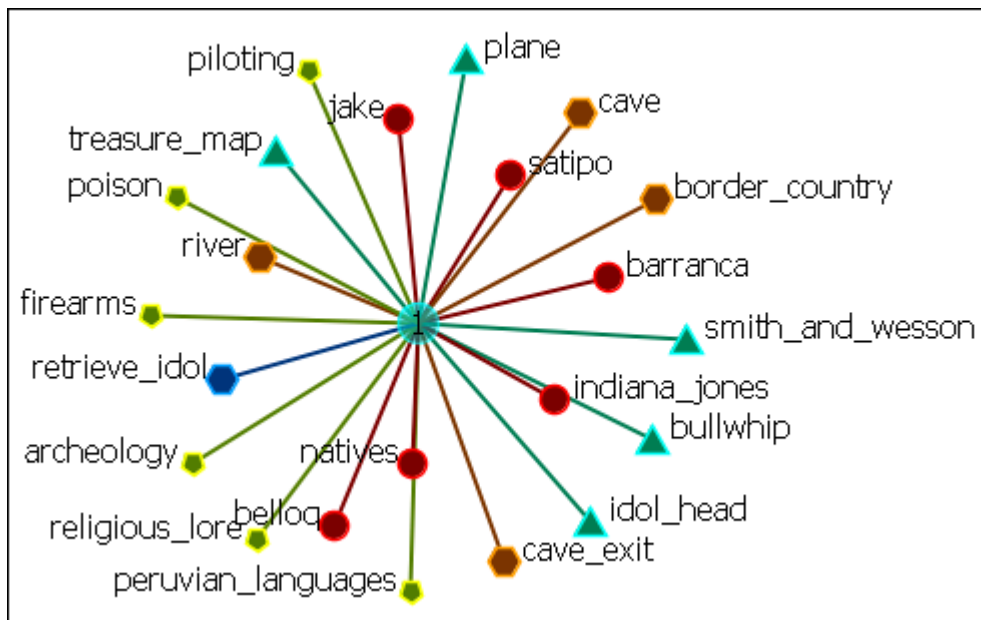 plane
piloting
cave
jake
treasure_map
satipo
poison
border_country
river
barranca
firearms
1
smith_and_wesson
retrieve_idol
indiana_jones
bullwhip
archeology
natives
idol_head
belloq
religious_lore
cave_exit
peruvian_languages